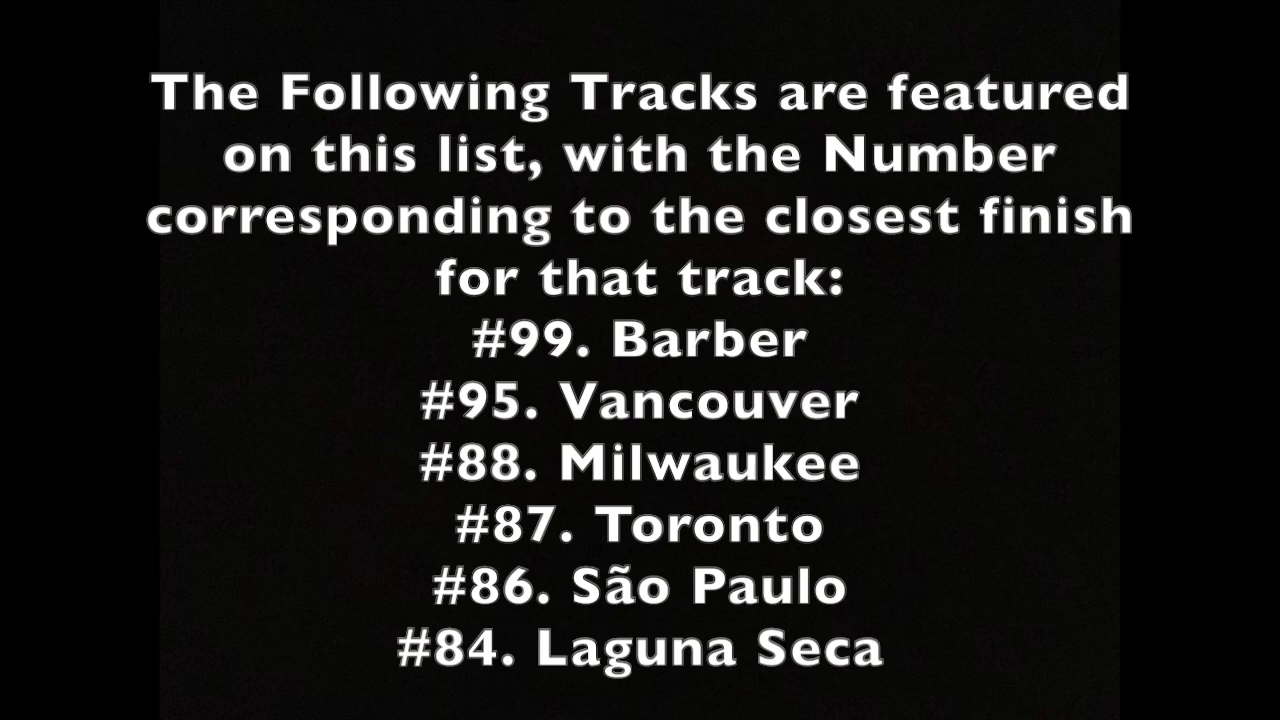 The Following Tracks are featured
on this list, with the Number
corresponding to the closest finish
for that track:
#99. Barber
#95. Vancouver
#88. Milwaukee
#87. Toronto
#86. São Paulo
#84. Laguna Seca